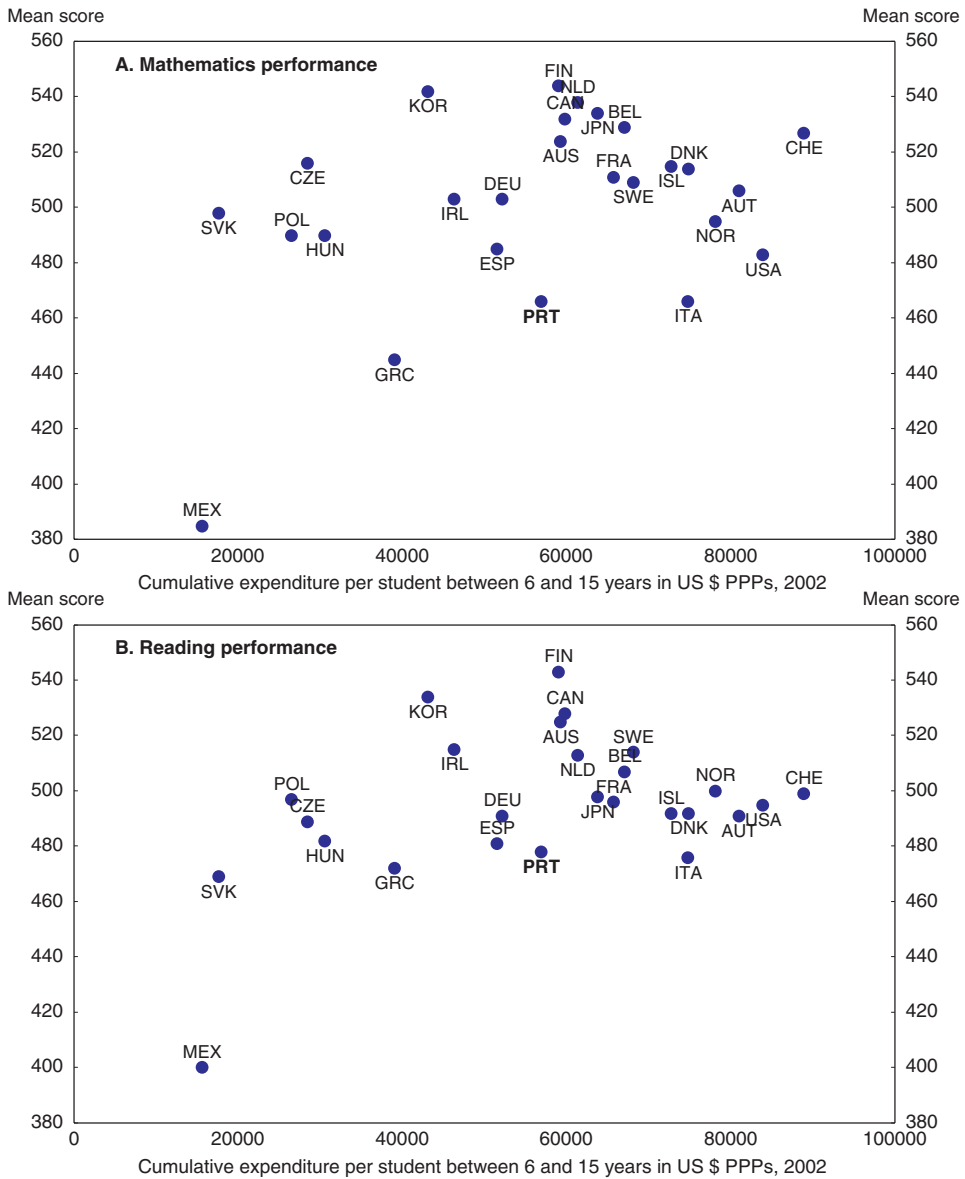 Mean score Mean score
560 560
A. Mathematics performance
FIN
NLD
540 540
KOR CAN BEL
JPN
CHE
AUS
520 520
FRA DNK
CZE DEU ISL
SWE
500 AUT 500
IRL
SVK POL
HUN NOR
480 ESP 480
USA
460 PRT ITA 460
440 440
GRC
420 420
400 400
MEX
380 380
0 20000 40000 60000 80000 100000
Cumulative expenditure per student between 6 and 15 years in US $ PPPs, 2002
Mean score Mean score
560 560
B. Reading performance
FIN
540 540
CAN
KOR
520 AUS SWE 520
IRL BEL
NLD NOR CHE
POL FRA
500 500
CZE DEU JPN ISL USA
ESP DNK AUT
480 HUN 480
PRT ITA
SVK GRC
460 460
440 440
420 420
MEX
400 400
380 380
0 20000 40000 60000 80000 100000
Cumulative expenditure per student between 6 and 15 years in US $ PPPs, 2002